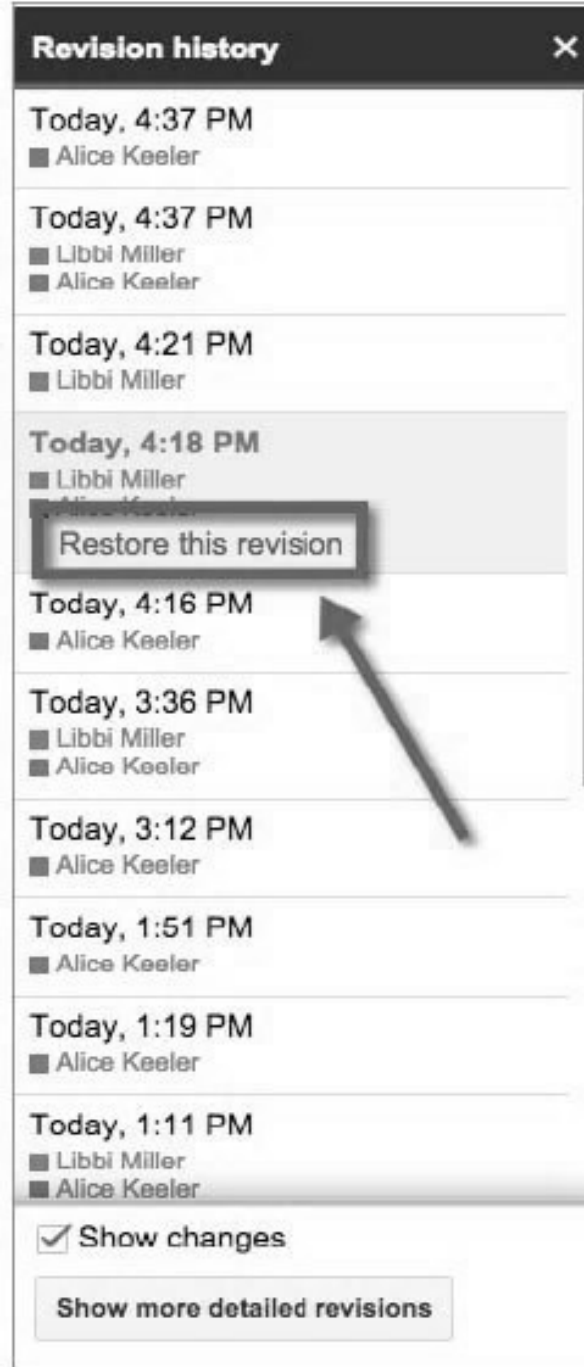 Revision history ×
Today, 4:37 PM
Alice Keeler
Today, 4:37 PM
Libbi Miller
Alice Keeler
Today, 4:21 PM
Libbi Miller
Today, 4:18 PM
Libbi Miller
Alice Keeler
Restore this revision
Today, 4:16 PM
Alice Keeler
Today, 3:36 PM
Libbi Miller
Alice Keeler
Today, 3:12 PM
Alice Keeler
Today, 1:51 PM
Alice Keeler
Today, 1:19 PM
Alice Keeler
Today, 1:11 PM
Libbi Miller
Alice Keeler
Show changes
Show more detailed revisions